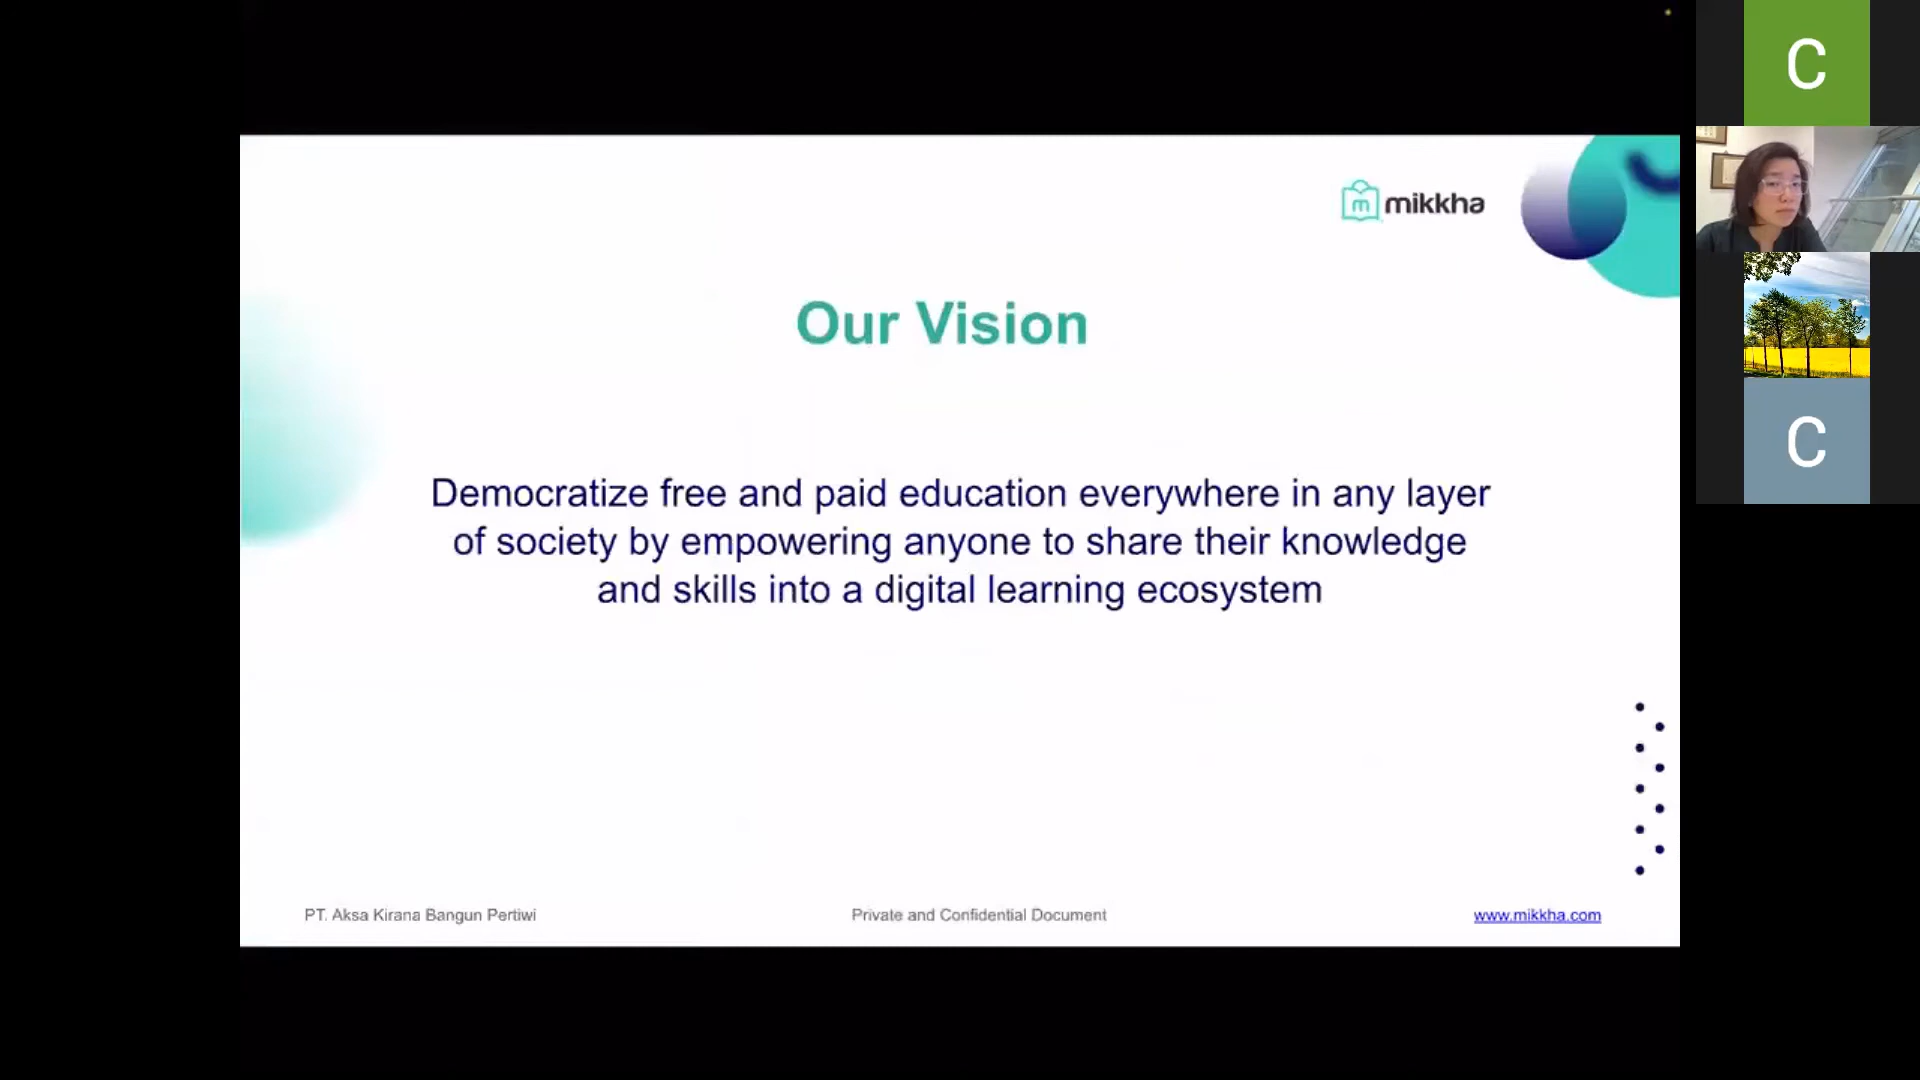 C
m mikkha
Our Vision
Democratize free and paid education everywhere in any layer
of society by empowering anyone to share their knowledge
and skills into a digital learning ecosystem
C
PT. Aksa Kirana Bangun Pertiwi
Private and Confidential Document
www.mikkha.com